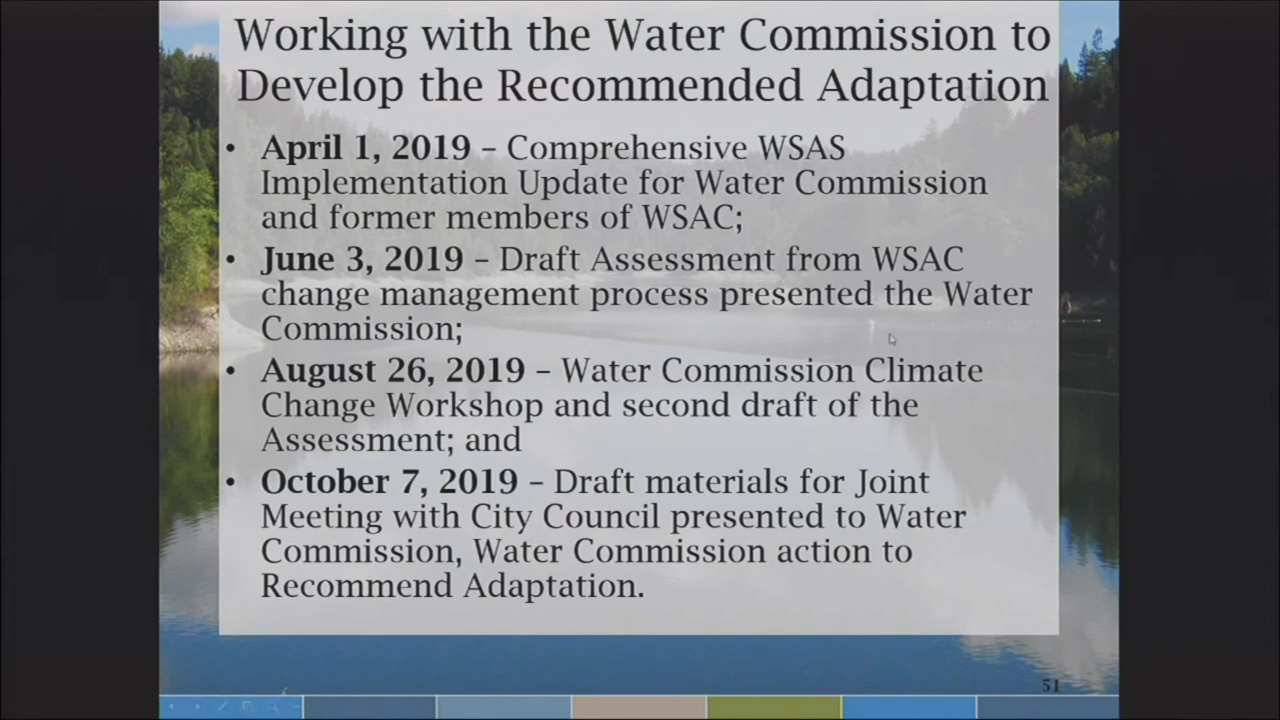 Working with the Water Commission to
Develop the Recommended Adaptation
• April 1, 2019 – Comprehensive WSAS
Implementation Update for Water Commission
and former members of WSAC;
• June 3, 2019 – Draft Assessment from WSAC
change management process presented the Water
Commission;
• August 26, 2019 – Water Commission Climate
Change Workshop and second draft of the
Assessment; and
• October 7, 2019 – Draft materials for Joint
Meeting with City Council presented to Water
Commission, Water Commission action to
Recommend Adaptation.
51